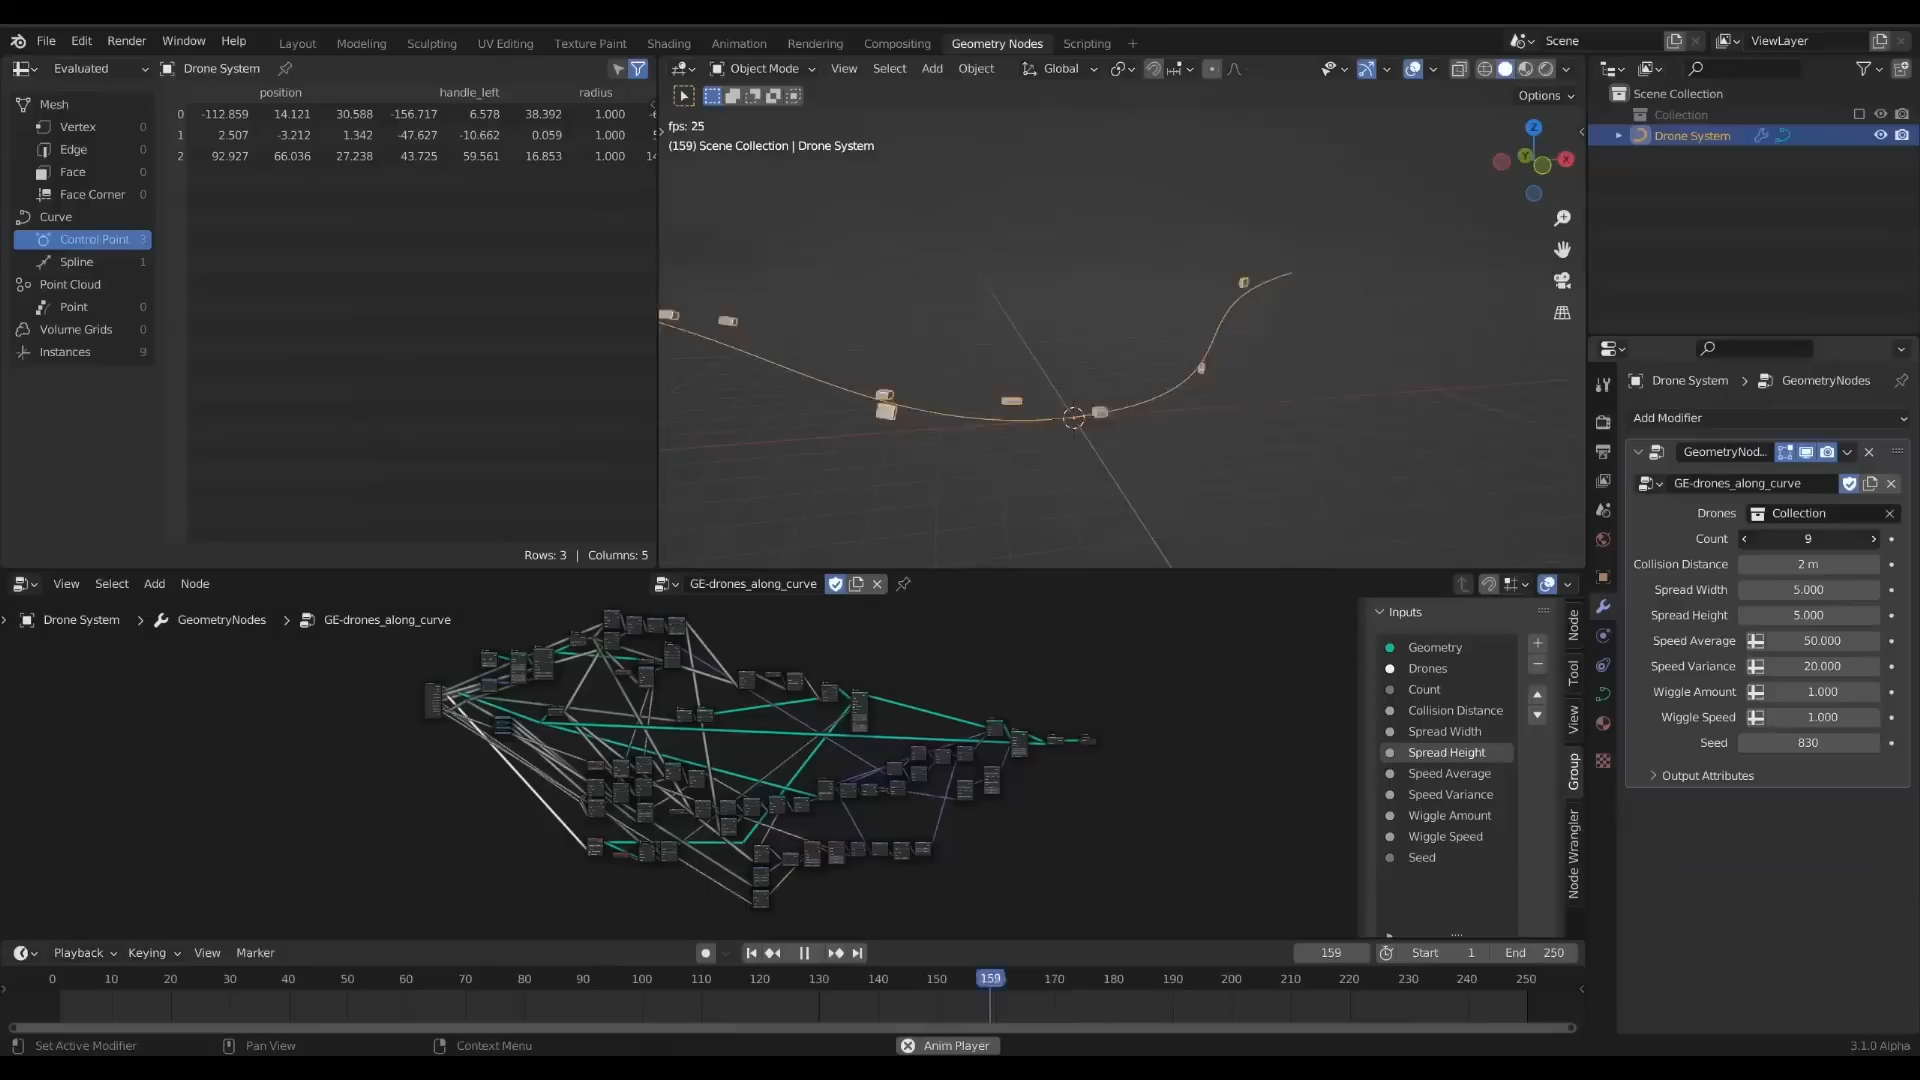 File Edit Render Window Help
Layout Modeling Sculpting UV Editing Texture Paint Shading Animation Rendering Compositing Geometry Nodes Scripting +
Scene
ViewLayer
Evaluated
Drone System
position handle_left radius
0 -112.859 14.121 30.588 -156.717 6.578 38.392 1.000
1 2.507 -3.212 1.342 -47.627 -10.662 0.059 1.000
2 92.927 66.036 27.238 43.725 59.561 16.853 1.000
Mesh
Vertex 0
Edge 0
Face 0
Face Corner 0
Curve
Control Point 3
Spline 1
Point Cloud
Point 0
Volume Grids 0
Instances 9
Rows: 3 | Columns: 5
Object Mode View Select Add Object Global
Options
fps: 25
(159) Scene Collection | Drone System
Z
Y
X
Scene Collection
Collection
Drone System
Drone System > GeometryNodes
Add Modifier
GeometryNod...
GE-drones_along_curve
Drones Collection
Count 9
Collision Distance 2 m
Spread Width 5.000
Spread Height 5.000
Speed Average 50.000
Speed Variance 20.000
Wiggle Amount 1.000
Wiggle Speed 1.000
Seed 830
Output Attributes
View Select Add Node
GE-drones_along_curve
Drone System > GeometryNodes > GE-drones_along_curve
Inputs
Geometry
Drones
Count
Collision Distance
Spread Width
Spread Height
Speed Average
Speed Variance
Wiggle Amount
Wiggle Speed
Seed
Node
Tool
View
Group
Node Wrangler
Playback Keying View Marker
159
Start 1
End 250
0 10 20 30 40 50 60 70 80 90 100 110 120 130 140 150 159 170 180 190 200 210 220 230 240 250
Set Active Modifier
Pan View
Context Menu
Anim Player
3.1.0 Alpha